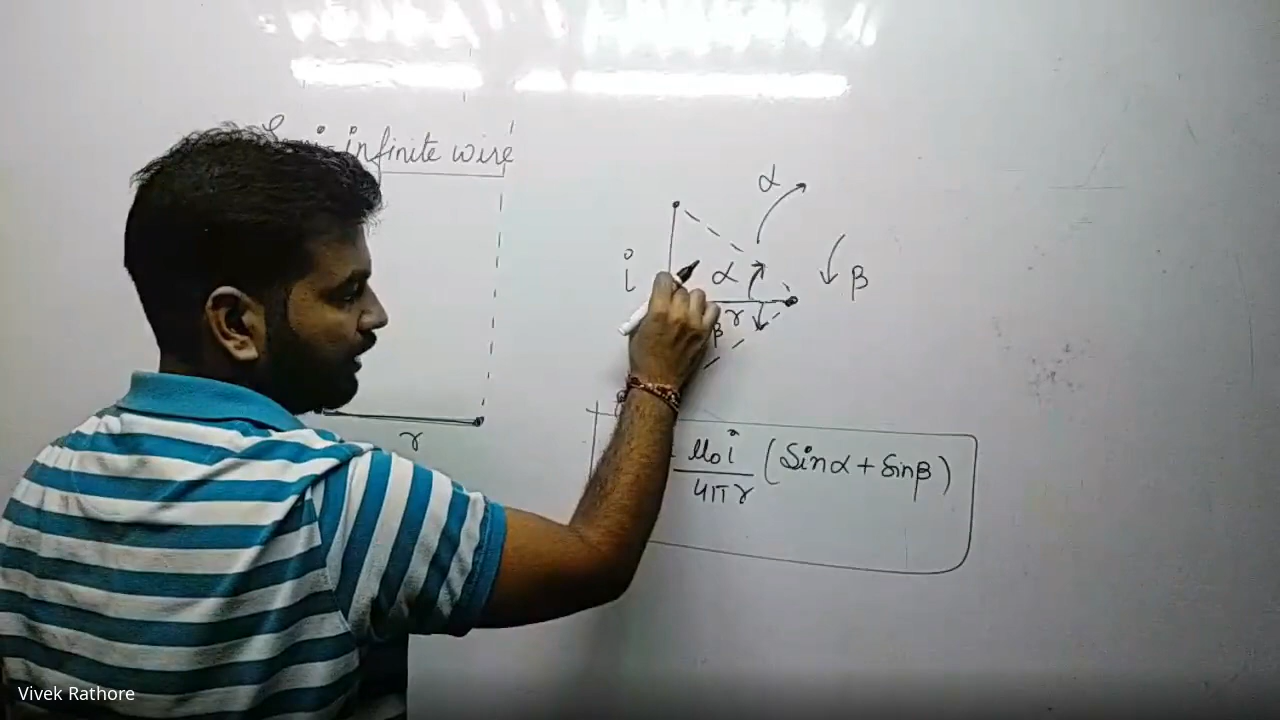 infinite wire
r
α
i
α
β
r
β
μ₀i
4πr
(Sinα + Sinβ)
Vivek Rathore